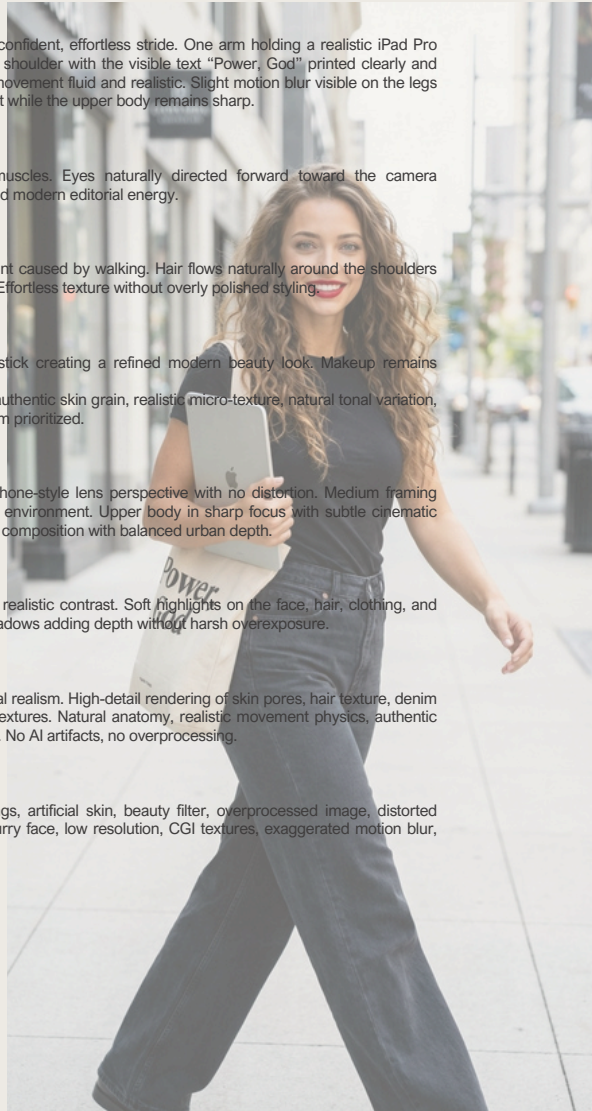 confident, effortless stride. One arm holding a realistic iPad Pro
shoulder with the visible text “Power, God” printed clearly and
movement fluid and realistic. Slight motion blur visible on the legs
t while the upper body remains sharp.
muscles. Eyes naturally directed forward toward the camera
d modern editorial energy.
nt caused by walking. Hair flows naturally around the shoulders
Effortless texture without overly polished styling.
stick creating a refined modern beauty look. Makeup remains
authentic skin grain, realistic micro-texture, natural tonal variation,
m prioritized.
hone-style lens perspective with no distortion. Medium framing
environment. Upper body in sharp focus with subtle cinematic
composition with balanced urban depth.
Power,
God
realistic contrast. Soft highlights on the face, hair, clothing, and
adows adding depth without harsh overexposure.
al realism. High-detail rendering of skin pores, hair texture, denim
extures. Natural anatomy, realistic movement physics, authentic
. No AI artifacts, no overprocessing.
gs, artificial skin, beauty filter, overprocessed image, distorted
urry face, low resolution, CGI textures, exaggerated motion blur,